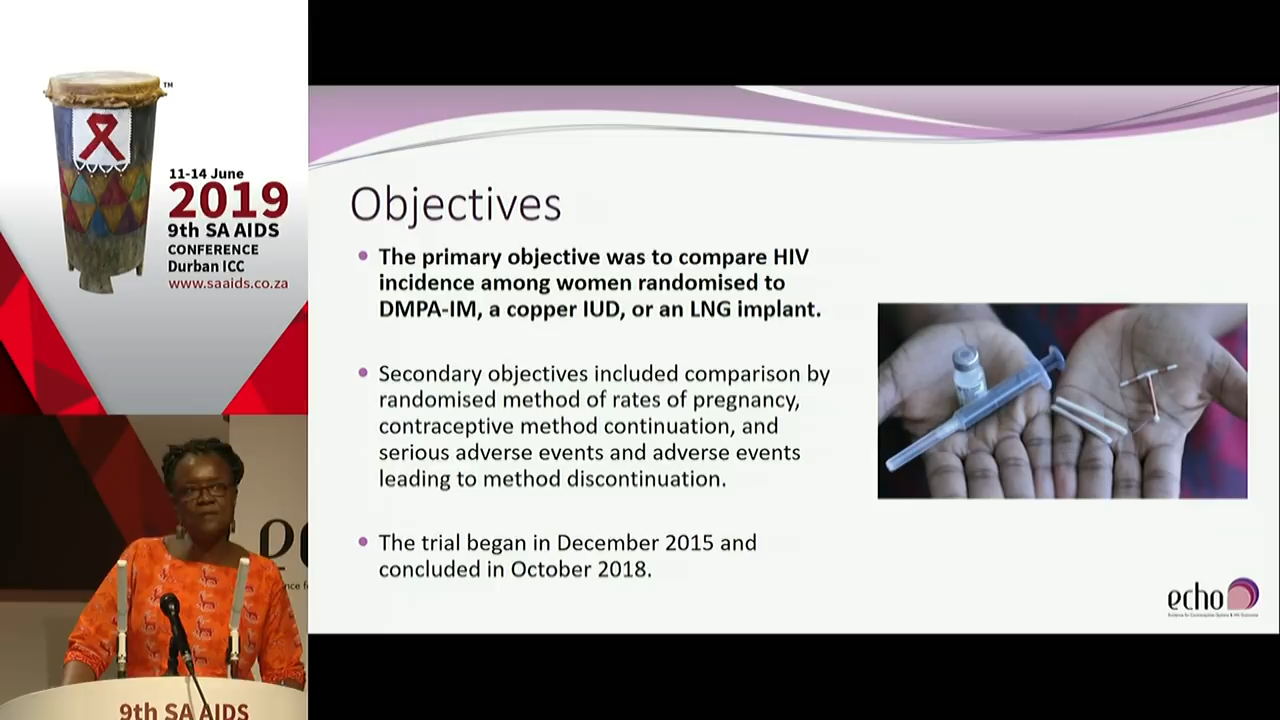 TM
11-14 June
2019
9th SA AIDS
CONFERENCE
Durban ICC
www.saaids.co.za
Objectives
The primary objective was to compare HIV
incidence among women randomised to
DMPA-IM, a copper IUD, or an LNG implant.
Secondary objectives included comparison by
randomised method of rates of pregnancy,
contraceptive method continuation, and
serious adverse events and adverse events
leading to method discontinuation.
The trial began in December 2015 and
concluded in October 2018.
echo
9th SA AIDS